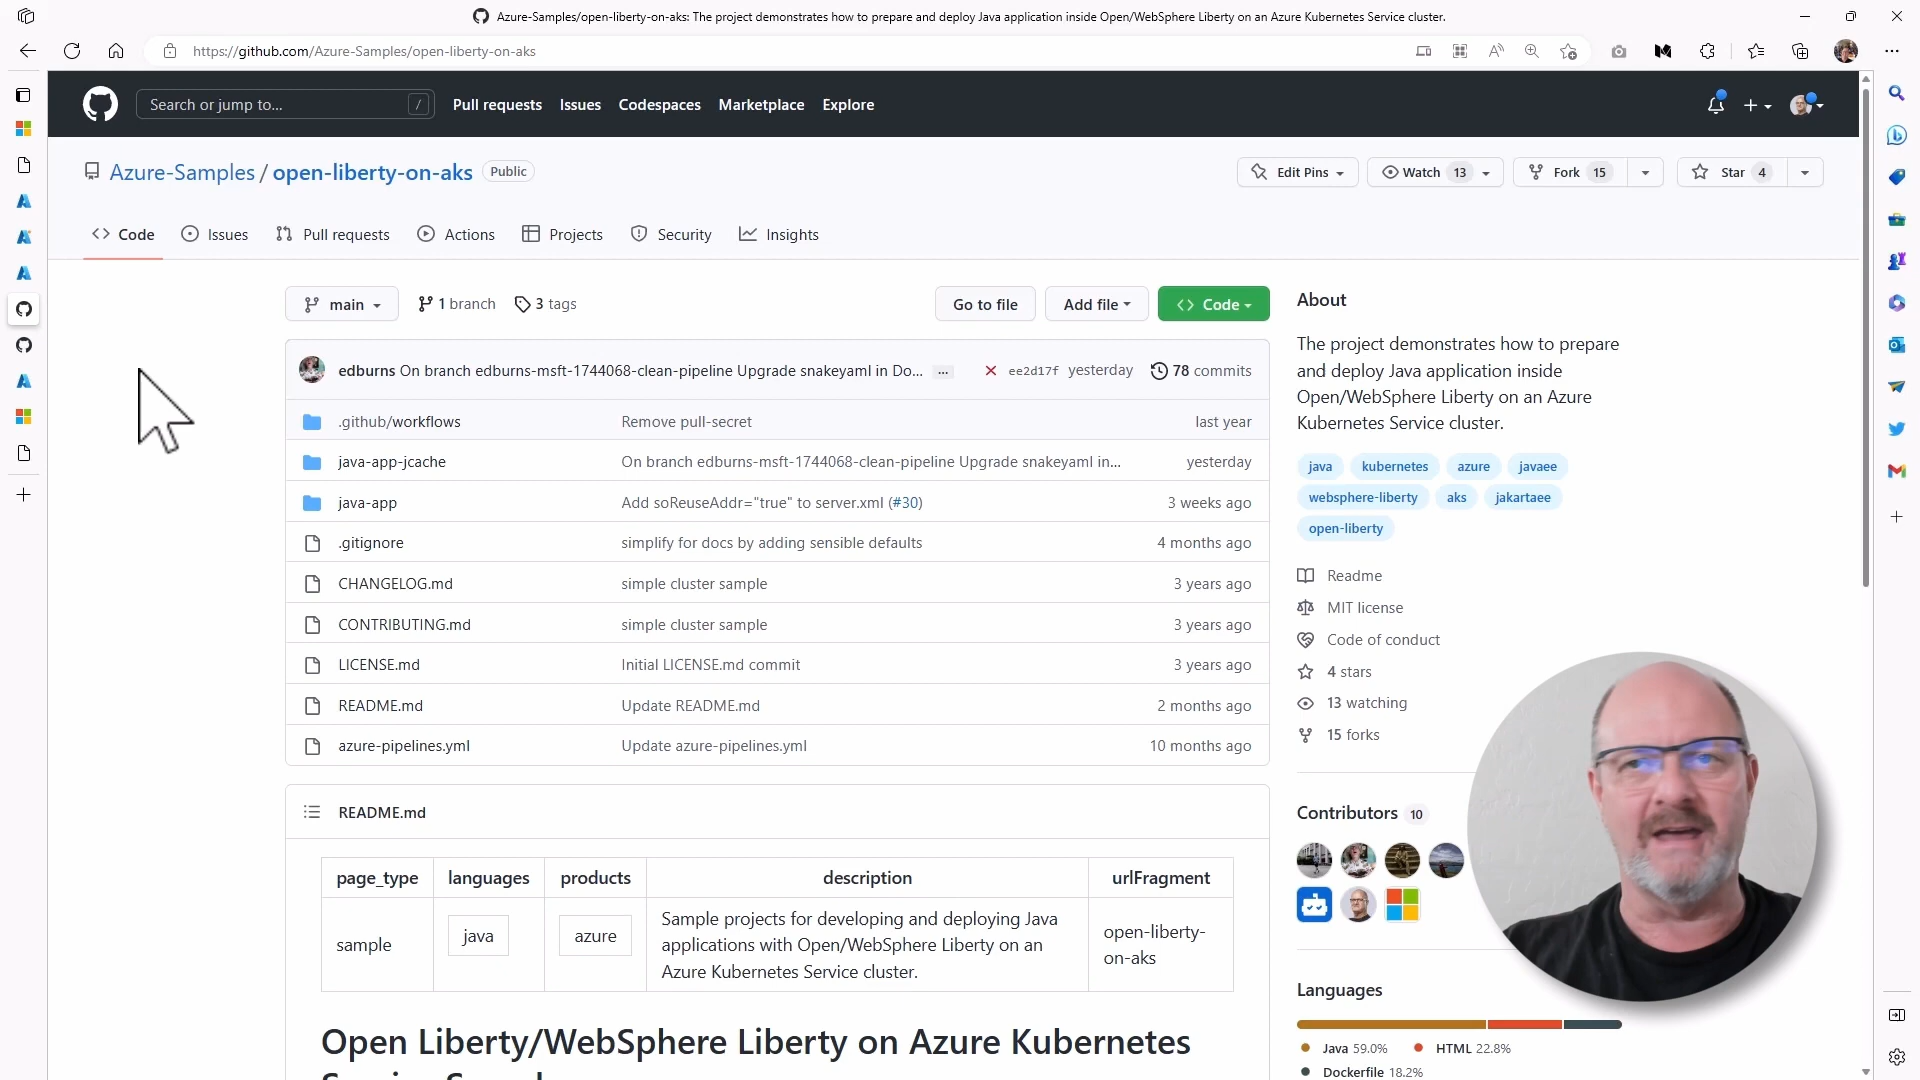 Azure-Samples/open-liberty-on-aks: The project demonstrates how to prepare and deploy Java application inside Open/WebSphere Liberty on an Azure Kubernetes Service cluster.
https://github.com/Azure-Samples/open-liberty-on-aks
Search or jump to... /
Pull requests Issues Codespaces Marketplace Explore
Azure-Samples / open-liberty-on-aks Public
Edit Pins Watch 13 Fork 15 Star 4
Code Issues Pull requests Actions Projects Security Insights
main 1 branch 3 tags Go to file Add file Code
edburns On branch edburns-msft-1744068-clean-pipeline Upgrade snakeyaml in Do... ... ee2d17f yesterday 78 commits
.github/workflows Remove pull-secret last year
java-app-jcache On branch edburns-msft-1744068-clean-pipeline Upgrade snakeyaml in... yesterday
java-app Add soReuseAddr="true" to server.xml (#30) 3 weeks ago
.gitignore simplify for docs by adding sensible defaults 4 months ago
CHANGELOG.md simple cluster sample 3 years ago
CONTRIBUTING.md simple cluster sample 3 years ago
LICENSE.md Initial LICENSE.md commit 3 years ago
README.md Update README.md 2 months ago
azure-pipelines.yml Update azure-pipelines.yml 10 months ago
README.md
page_type languages products description urlFragment
sample java azure Sample projects for developing and deploying Java
applications with Open/WebSphere Liberty on an
Azure Kubernetes Service cluster.
open-liberty-
on-aks
Open Liberty/WebSphere Liberty on Azure Kubernetes
About
The project demonstrates how to prepare
and deploy Java application inside
Open/WebSphere Liberty on an Azure
Kubernetes Service cluster.
java kubernetes azure javaee
websphere-liberty aks jakartaee
open-liberty
Readme
MIT license
Code of conduct
4 stars
13 watching
15 forks
Contributors 10
Languages
Java 59.0% HTML 22.8%
Dockerfile 18.2%